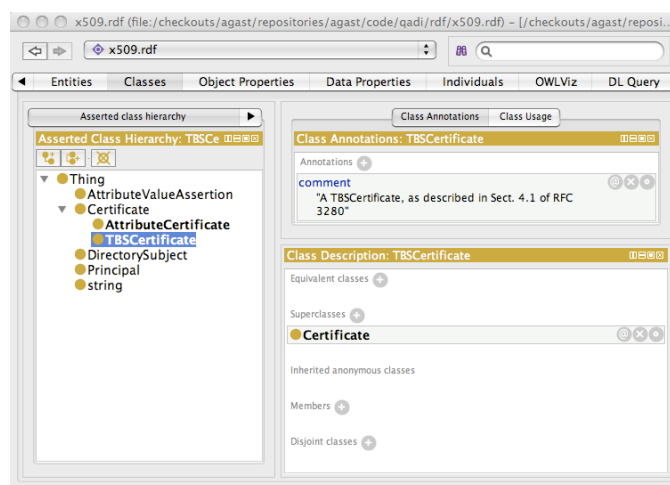 x509.rdf (file:/checkouts/agast/repositories/agast/code/qadi/rdf/x509.rdf) – [/checkouts/agast/reposi...
x509.rdf
Entities Classes Object Properties Data Properties Individuals OWLViz DL Query
Asserted class hierarchy
Asserted Class Hierarchy: TBSCe
Thing
AttributeValueAssertion
Certificate
AttributeCertificate
TBSCertificate
DirectorySubject
Principal
string
Class Annotations Class Usage
Class Annotations: TBSCertificate
Annotations
comment
"A TBSCertificate, as described in Sect. 4.1 of RFC
3280"
Class Description: TBSCertificate
Equivalent classes
Superclasses
Certificate
Inherited anonymous classes
Members
Disjoint classes